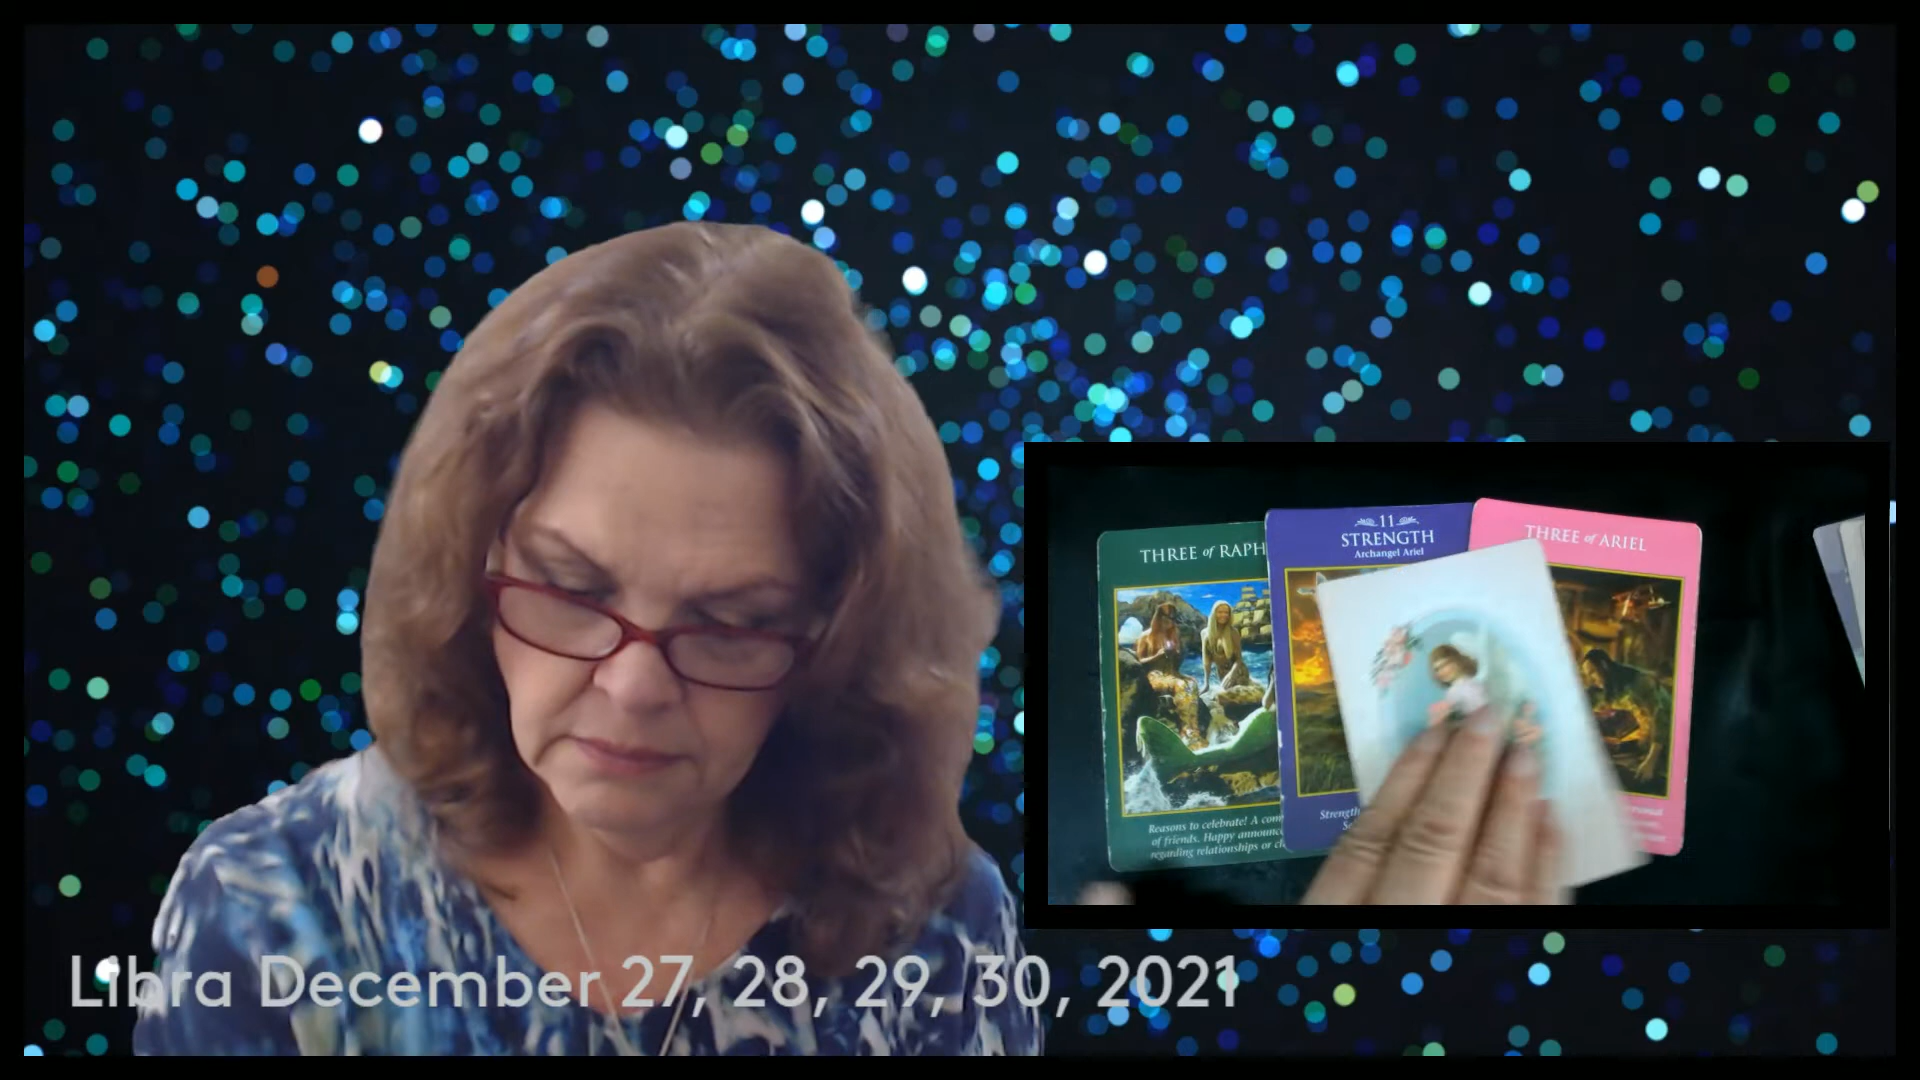 THREE of RAPH
11
STRENGTH
Archangel Ariel
THREE of ARIEL
Reasons to celebrate! A com
of friends. Happy announc
regarding relationships or
Strength
Libra December 27, 28, 29, 30, 2021